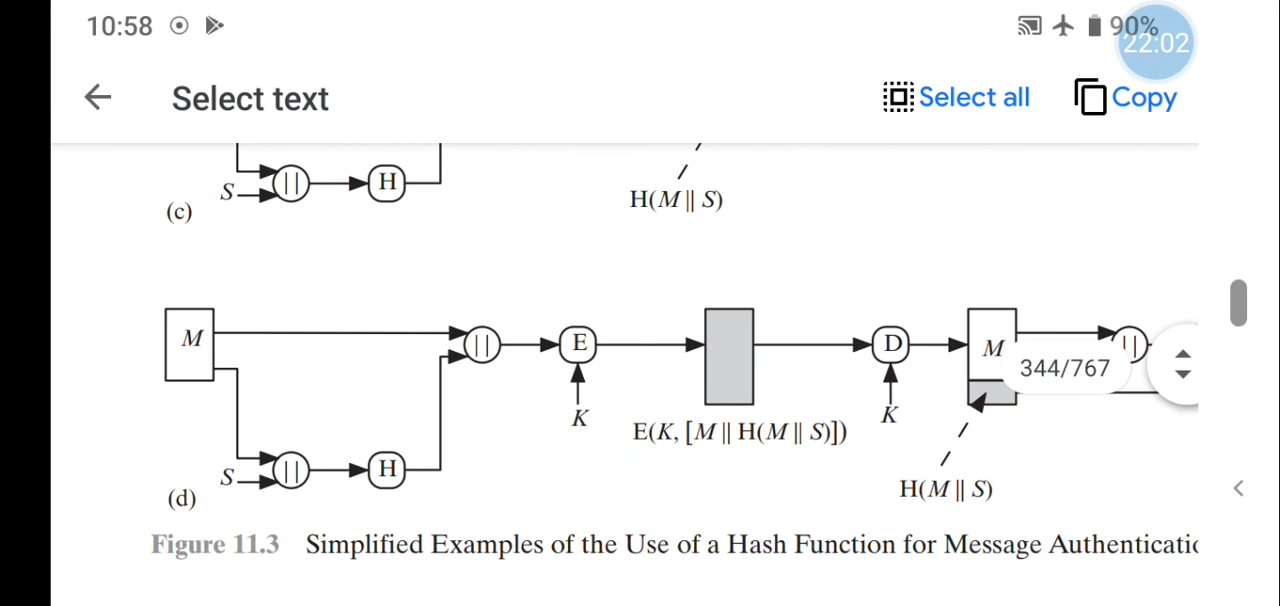 10:58 90%
22:02
Select text Select all Copy
S || H
H(M || S)
(c)
M || E D M ||
344/767
K K
E(K, [M || H(M || S)])
S || H
H(M || S)
(d)
Figure 11.3 Simplified Examples of the Use of a Hash Function for Message